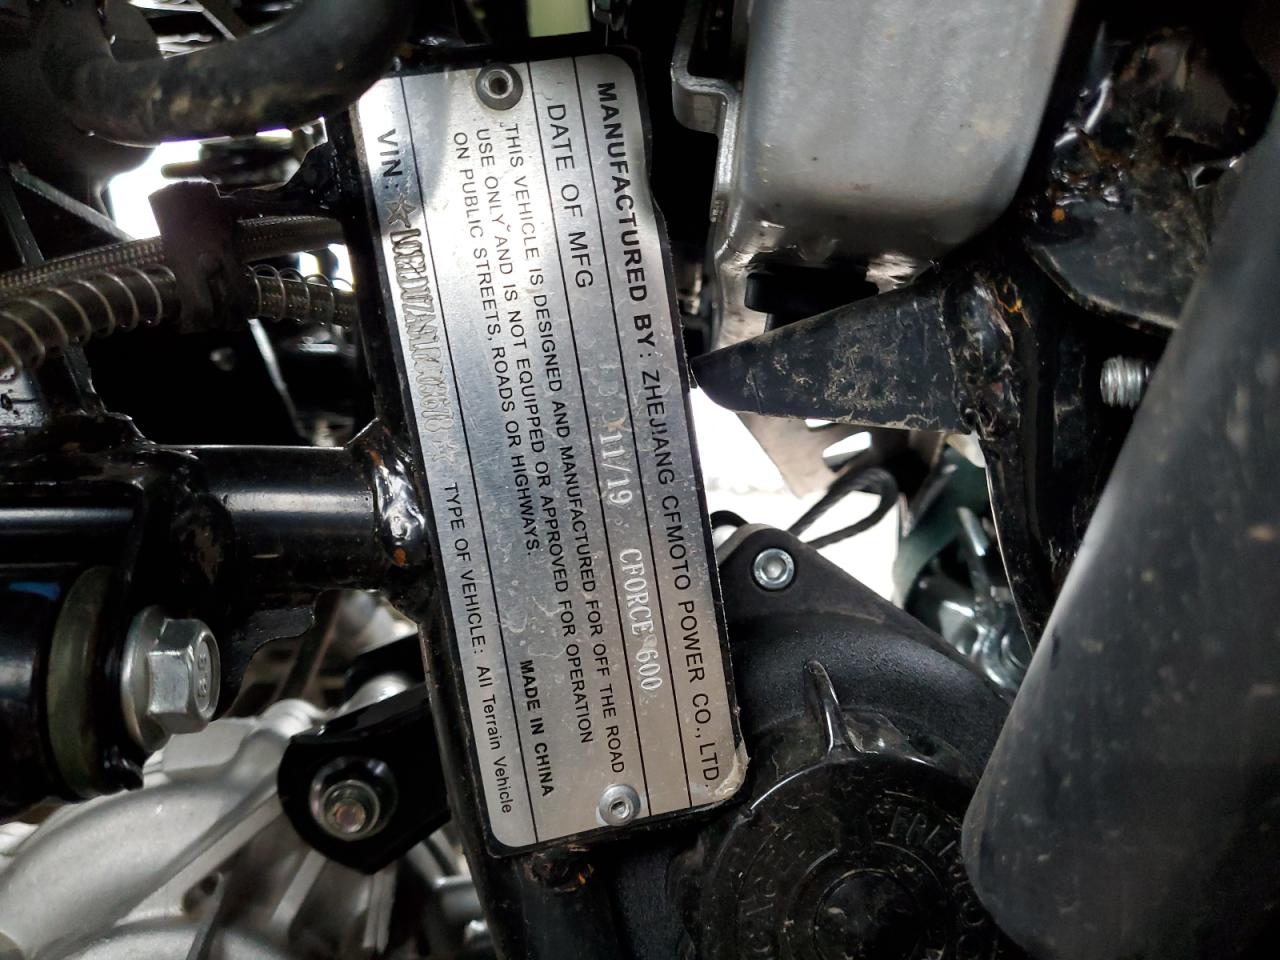 MANUFACTURED BY: ZHEJIANG CFMOTO POWER CO., LTD.
CFORCE 600
DATE OF MFG 11/19
THIS VEHICLE IS DESIGNED AND MANUFACTURED FOR OFF THE ROAD
USE ONLY AND IS NOT EQUIPPED OR APPROVED FOR OPERATION
ON PUBLIC STREETS, ROADS OR HIGHWAYS.
MADE IN CHINA
VIN:
TYPE OF VEHICLE: All Terrain Vehicle